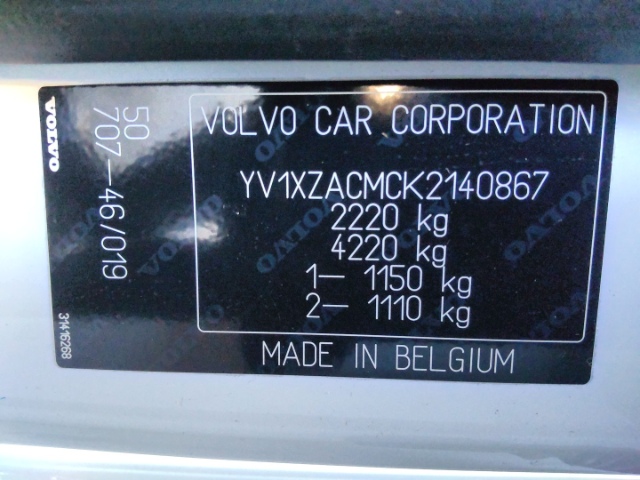 VOLVO
50
707-46/019
31416268
VOLVO CAR CORPORATION
YV1XZACMCK2140867
2220 kg
4220 kg
1- 1150 kg
2- 1110 kg
MADE IN BELGIUM